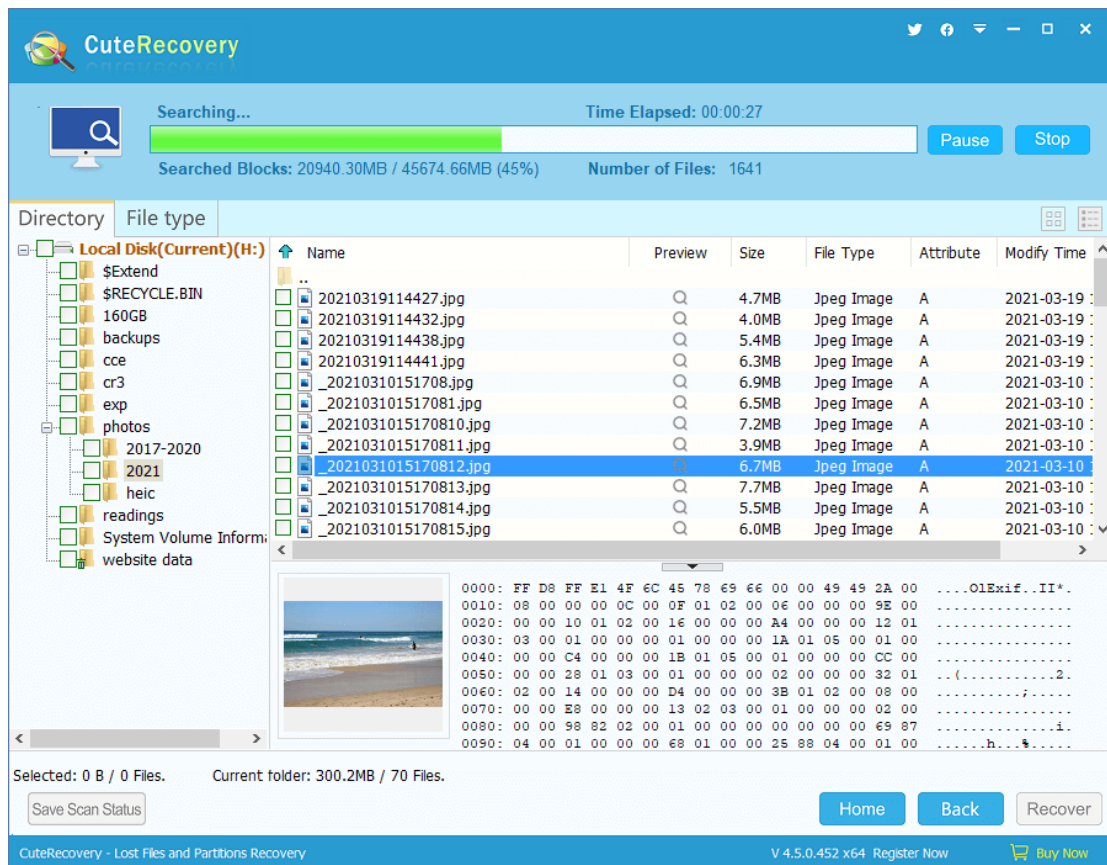 CuteRecovery
Searching...
Time Elapsed: 00:00:27
Pause
Stop
Searched Blocks: 20940.30MB / 45674.66MB (45%)
Number of Files: 1641
Directory
File type
Local Disk(Current)(H:)
$Extend
$RECYCLE.BIN
160GB
backups
cce
cr3
exp
photos
2017-2020
2021
heic
readings
System Volume Informa
website data
Name Preview Size File Type Attribute Modify Time
..
20210319114427.jpg 4.7MB Jpeg Image A 2021-03-19
20210319114432.jpg 4.0MB Jpeg Image A 2021-03-19
20210319114438.jpg 5.4MB Jpeg Image A 2021-03-19
20210319114441.jpg 6.3MB Jpeg Image A 2021-03-19
_20210310151708.jpg 6.9MB Jpeg Image A 2021-03-10
_202103101517081.jpg 6.5MB Jpeg Image A 2021-03-10
_2021031015170810.jpg 7.2MB Jpeg Image A 2021-03-10
_2021031015170811.jpg 3.9MB Jpeg Image A 2021-03-10
_2021031015170812.jpg 6.7MB Jpeg Image A 2021-03-10
_2021031015170813.jpg 7.7MB Jpeg Image A 2021-03-10
_2021031015170814.jpg 5.5MB Jpeg Image A 2021-03-10
_2021031015170815.jpg 6.0MB Jpeg Image A 2021-03-10
0000: FF D8 FF E1 4F 6C 45 78 69 66 00 00 49 49 2A 00 ....OlExif..II*.
0010: 08 00 00 00 0C 00 0F 01 02 00 06 00 00 00 9E 00 ................
0020: 00 00 10 01 02 00 16 00 00 00 A4 00 00 00 12 01 ................
0030: 03 00 01 00 00 00 01 00 00 00 1A 01 05 00 01 00 ................
0040: 00 00 C4 00 00 00 1B 01 05 00 01 00 00 00 CC 00 ................
0050: 00 00 28 01 03 00 01 00 00 00 02 00 00 00 32 01 ..(...........2.
0060: 02 00 14 00 00 00 D4 00 00 00 3B 01 02 00 08 00 ..........;.....
0070: 00 00 E8 00 00 00 13 02 03 00 01 00 00 00 02 00 ................
0080: 00 00 98 82 02 00 01 00 00 00 00 00 00 00 69 87 ..............i.
0090: 04 00 01 00 00 00 68 01 00 00 25 88 04 00 01 00 ......h...%.....
Selected: 0 B / 0 Files.
Current folder: 300.2MB / 70 Files.
Save Scan Status
Home
Back
Recover
CuteRecovery - Lost Files and Partitions Recovery
V 4.5.0.452 x64 Register Now
Buy Now